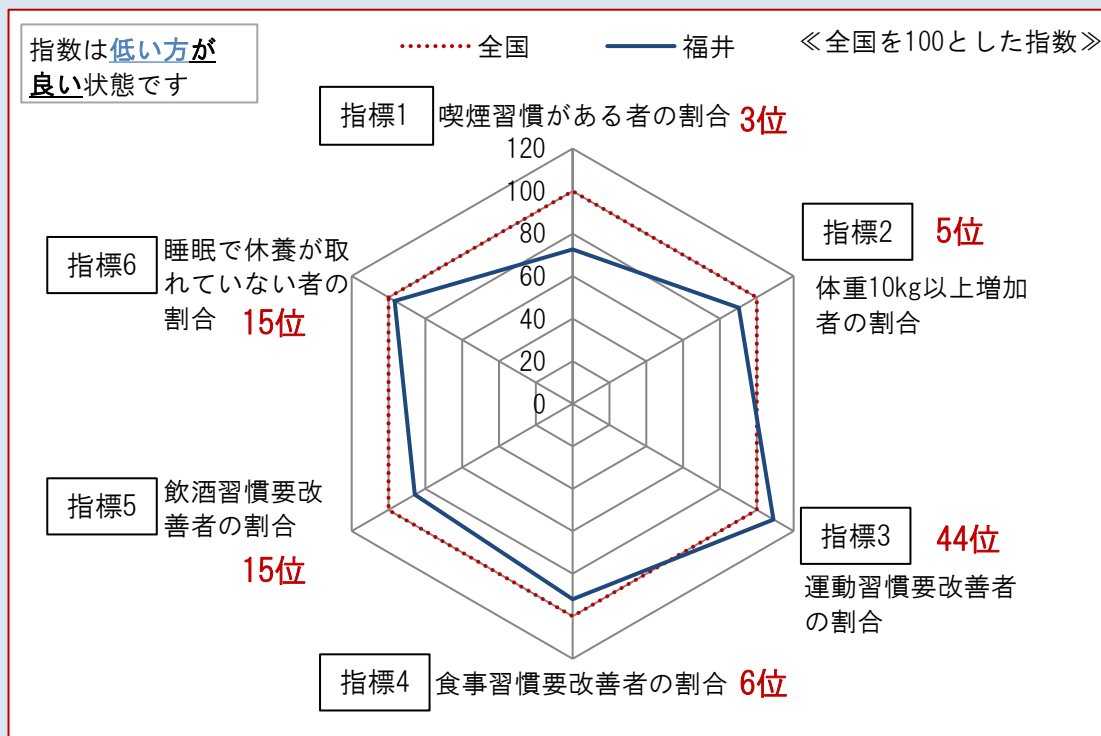 指数は低い方が
良い状態です
全国
福井
≪全国を100とした指数≫
指標1
喫煙習慣がある者の割合 3位
120
100
80
60
40
20
0
指標2
5位
体重10kg以上増加
者の割合
指標3
44位
運動習慣要改善者
の割合
指標4
食事習慣要改善者の割合 6位
指標5
飲酒習慣要改
善者の割合
15位
指標6
睡眠で休養が取
れていない者の
割合 15位